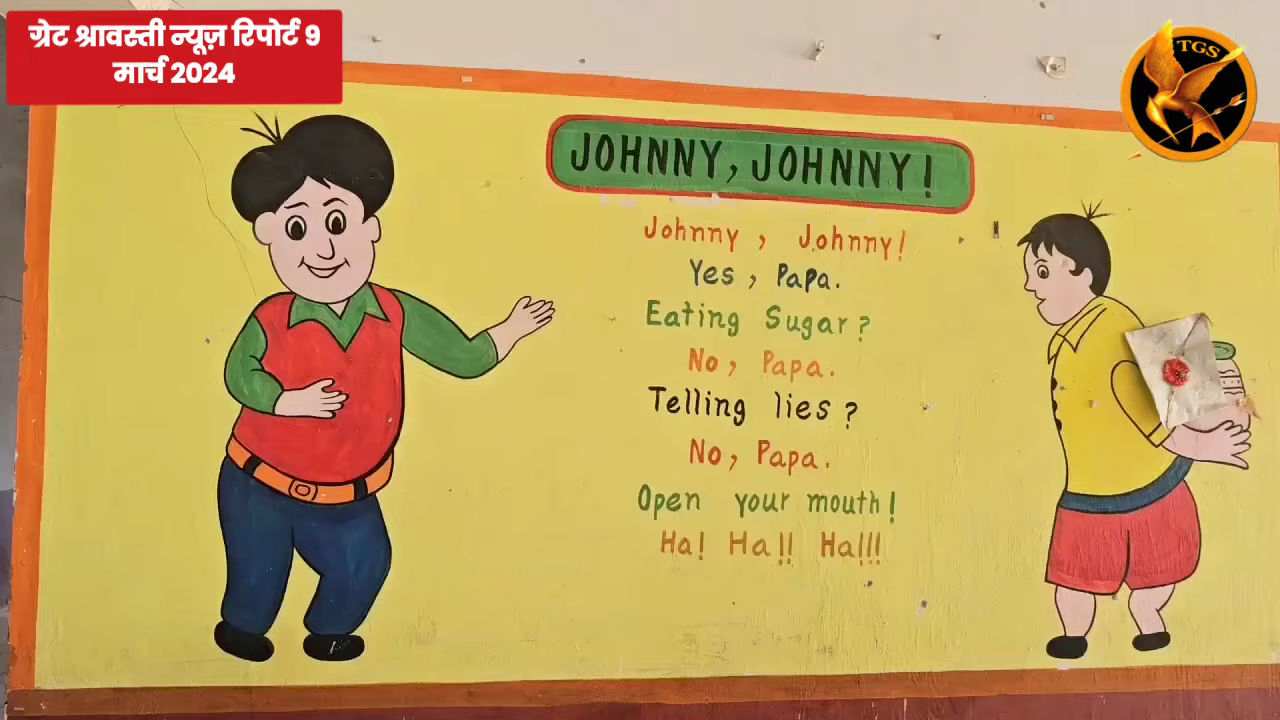 ग्रेट श्रावस्ती न्यूज़ रिपोर्ट 9
मार्च 2024
TGS
JOHNNY, JOHNNY!
Johnny, Johnny!
Yes, Papa.
Eating Sugar?
No, Papa.
Telling lies?
No, Papa.
Open your mouth!
Ha! Ha!! Ha!!!